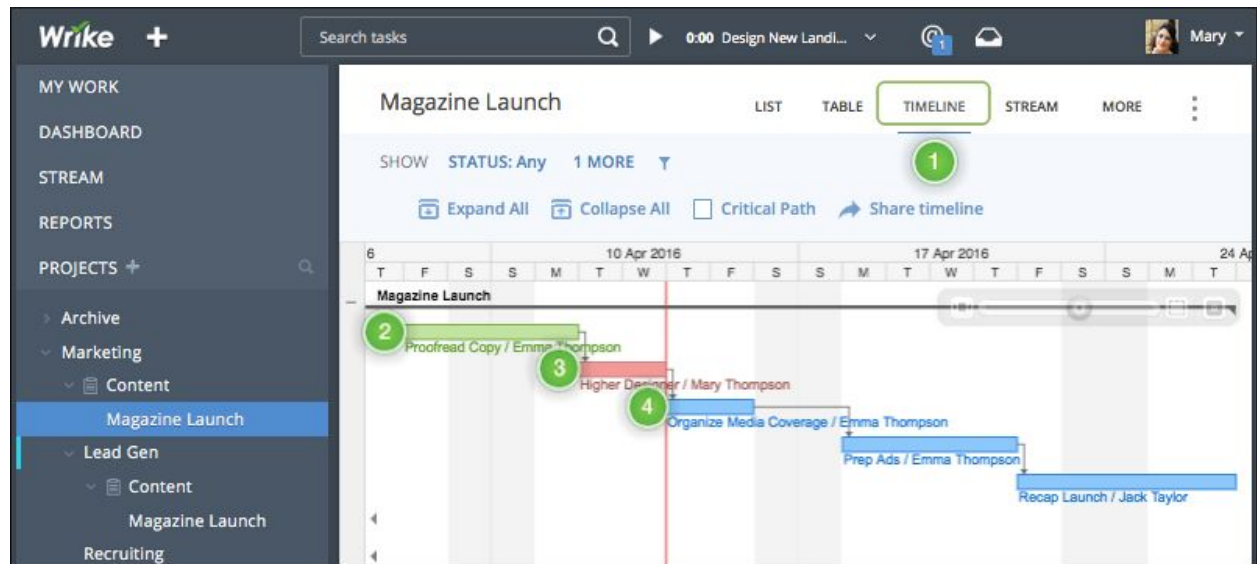 Wrike +
Search tasks
0:00 Design New Landi...
1
Mary
MY WORK
DASHBOARD
STREAM
REPORTS
PROJECTS +
Archive
Marketing
Content
Magazine Launch
Lead Gen
Content
Magazine Launch
Recruiting
Magazine Launch
LIST TABLE TIMELINE STREAM MORE
1
SHOW STATUS: Any 1 MORE
Expand All Collapse All Critical Path Share timeline
6 10 Apr 2016 17 Apr 2016 24 Ap
T F S S M T W T F S S M T W T F S S M T
Magazine Launch
2
Proofread Copy / Emma Thompson
3
Higher Designer / Mary Thompson
4
Organize Media Coverage / Emma Thompson
Prep Ads / Emma Thompson
Recap Launch / Jack Taylor